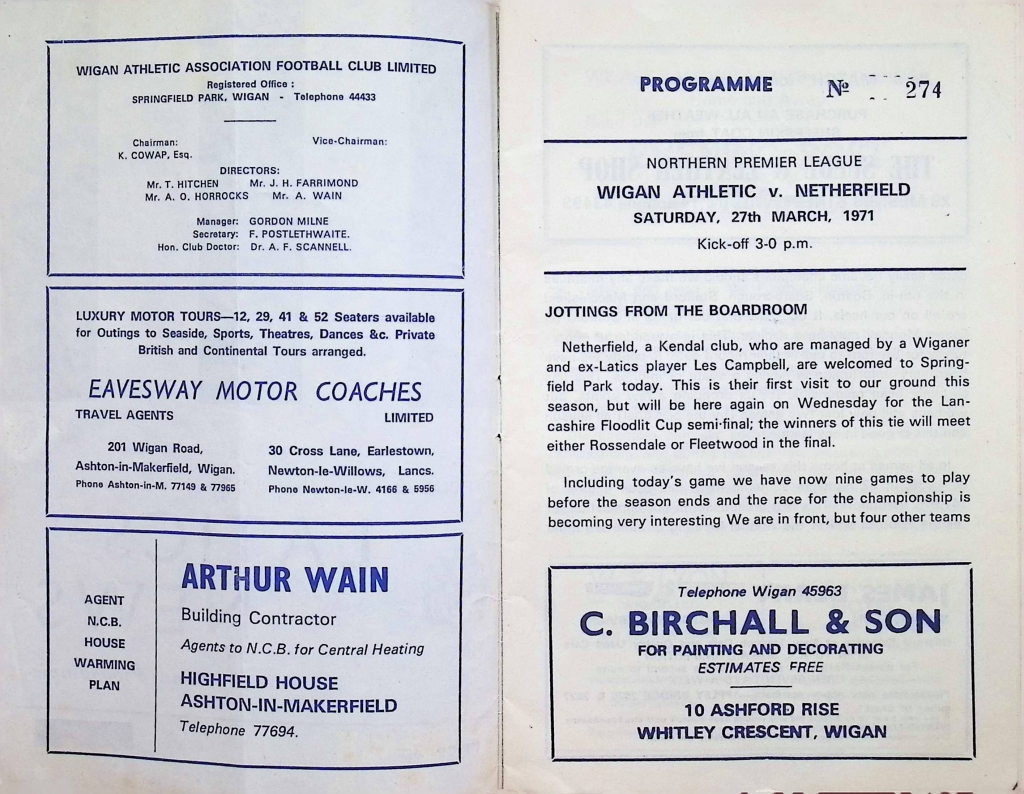 WIGAN ATHLETIC ASSOCIATION FOOTBALL CLUB LIMITED
Registered Office :
SPRINGFIELD PARK, WIGAN - Telephone 44433
Chairman:
K. COWAP, Esq.
Vice-Chairman:
DIRECTORS:
Mr. T. HITCHEN Mr. J. H. FARRIMOND
Mr. A. O. HORROCKS Mr. A. WAIN
Manager: GORDON MILNE
Secretary: F. POSTLETHWAITE.
Hon. Club Doctor: Dr. A. F. SCANNELL.
LUXURY MOTOR TOURS—12, 29, 41 & 52 Seaters available
for Outings to Seaside, Sports, Theatres, Dances &c. Private
British and Continental Tours arranged.
EAVESWAY MOTOR COACHES
TRAVEL AGENTS LIMITED
201 Wigan Road,
Ashton-in-Makerfield, Wigan.
Phone Ashton-in-M. 77149 & 77965
30 Cross Lane, Earlestown,
Newton-le-Willows, Lancs.
Phone Newton-le-W. 4166 & 5956
AGENT
N.C.B.
HOUSE
WARMING
PLAN
ARTHUR WAIN
Building Contractor
Agents to N.C.B. for Central Heating
HIGHFIELD HOUSE
ASHTON-IN-MAKERFIELD
Telephone 77694.
PROGRAMME Nº 274
NORTHERN PREMIER LEAGUE
WIGAN ATHLETIC v. NETHERFIELD
SATURDAY, 27th MARCH, 1971
Kick-off 3-0 p.m.
JOTTINGS FROM THE BOARDROOM
Netherfield, a Kendal club, who are managed by a Wiganer
and ex-Latics player Les Campbell, are welcomed to Spring-
field Park today. This is their first visit to our ground this
season, but will be here again on Wednesday for the Lan-
cashire Floodlit Cup semi-final; the winners of this tie will meet
either Rossendale or Fleetwood in the final.
Including today's game we have now nine games to play
before the season ends and the race for the championship is
becoming very interesting We are in front, but four other teams
Telephone Wigan 45963
C. BIRCHALL & SON
FOR PAINTING AND DECORATING
ESTIMATES FREE
10 ASHFORD RISE
WHITLEY CRESCENT, WIGAN